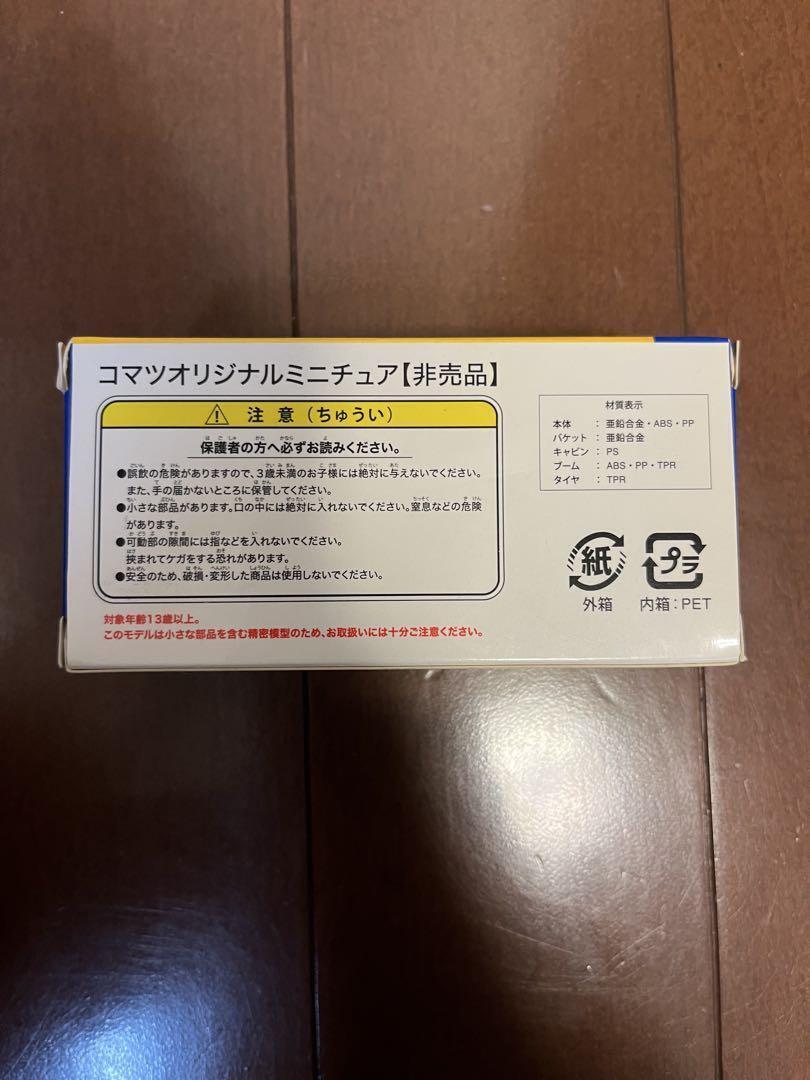 コマツオリジナルミニチュア【非売品】
⚠ 注 意（ちゅうい）
保護者の方へ必ずお読みください。
●誤飲の危険がありますので、3歳未満のお子様には絶対に与えないでください。
また、手の届かないところに保管してください。
●小さな部品があります。口の中には絶対に入れないでください。窒息などの危険
があります。
●可動部の隙間には指などを入れないでください。
挟まれてケガをする恐れがあります。
●安全のため、破損・変形した商品は使用しないでください。
対象年齢13歳以上。
このモデルは小さな部品を含む精密模型のため、お取扱いには十分ご注意ください。
材質表示
本体 ：亜鉛合金・ABS・PP
バケット ：亜鉛合金
キャビン ：PS
ブーム ：ABS・PP・TPR
タイヤ ：TPR
紙
外箱
プラ
内箱：PET